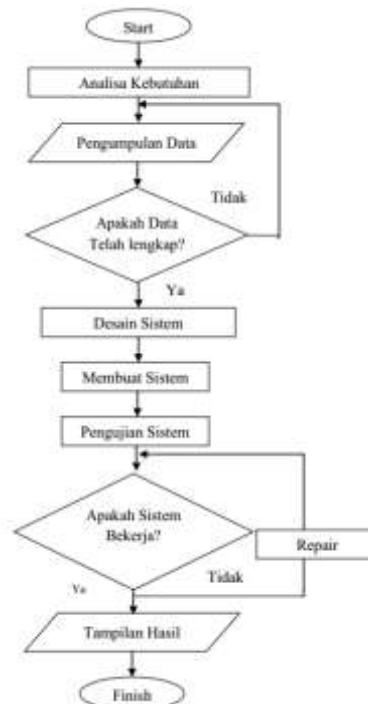 Start
Analisa Kebutuhan
Pengumpulan Data
Tidak
Apakah Data
Telah lengkap?
Ya
Desain Sistem
Membuat Sistem
Pengujian Sistem
Apakah Sistem
Bekerja?
Repair
Tidak
Ya
Tampilan Hasil
Finish